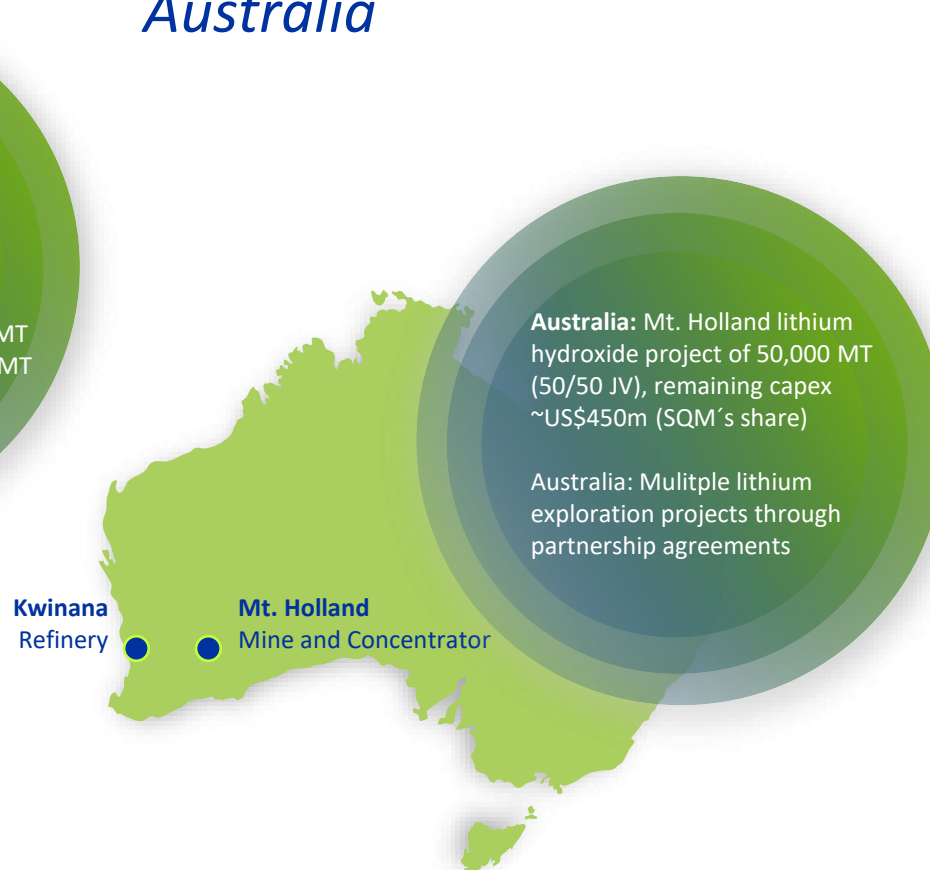 Australia
MT
MT
Australia: Mt. Holland lithium
hydroxide project of 50,000 MT
(50/50 JV), remaining capex
~US$450m (SQM´s share)
Australia: Mulitple lithium
exploration projects through
partnership agreements
Kwinana
Refinery
Mt. Holland
Mine and Concentrator